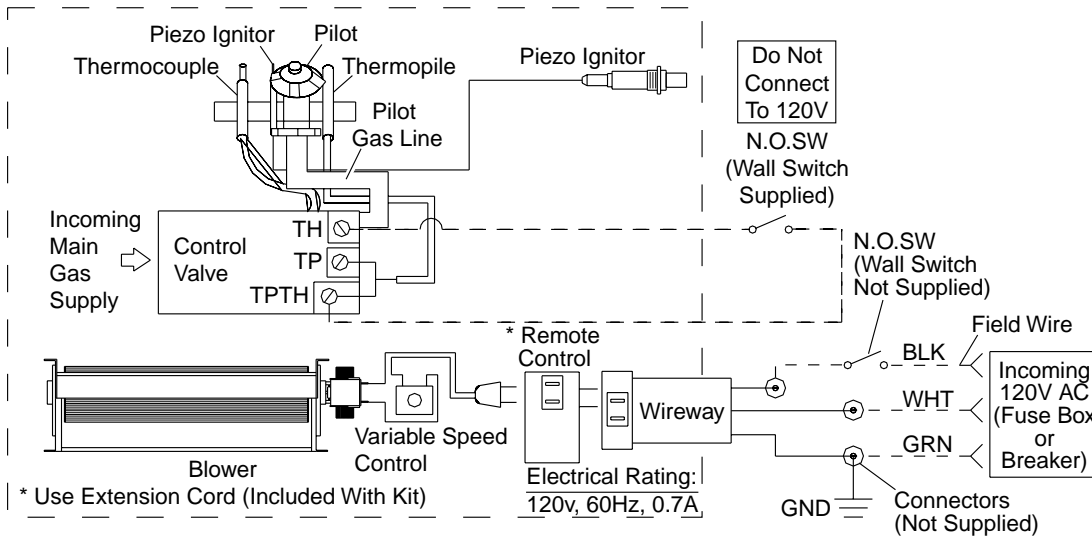 Piezo Ignitor
Pilot
Thermocouple
Thermopile
Pilot
Gas Line
Piezo Ignitor
Do Not
Connect
To 120V
N.O.SW
(Wall Switch
Supplied)
Incoming
Main
Gas
Supply
Control
Valve
TH
TP
TPTH
N.O.SW
(Wall Switch
Not Supplied)
* Remote
Control
BLK
Field Wire
Incoming
120V AC
(Fuse Box
or
Breaker)
WHT
GRN
Wireway
Variable Speed
Control
Blower
* Use Extension Cord (Included With Kit)
Electrical Rating:
120v, 60Hz, 0.7A
GND
Connectors
(Not Supplied)